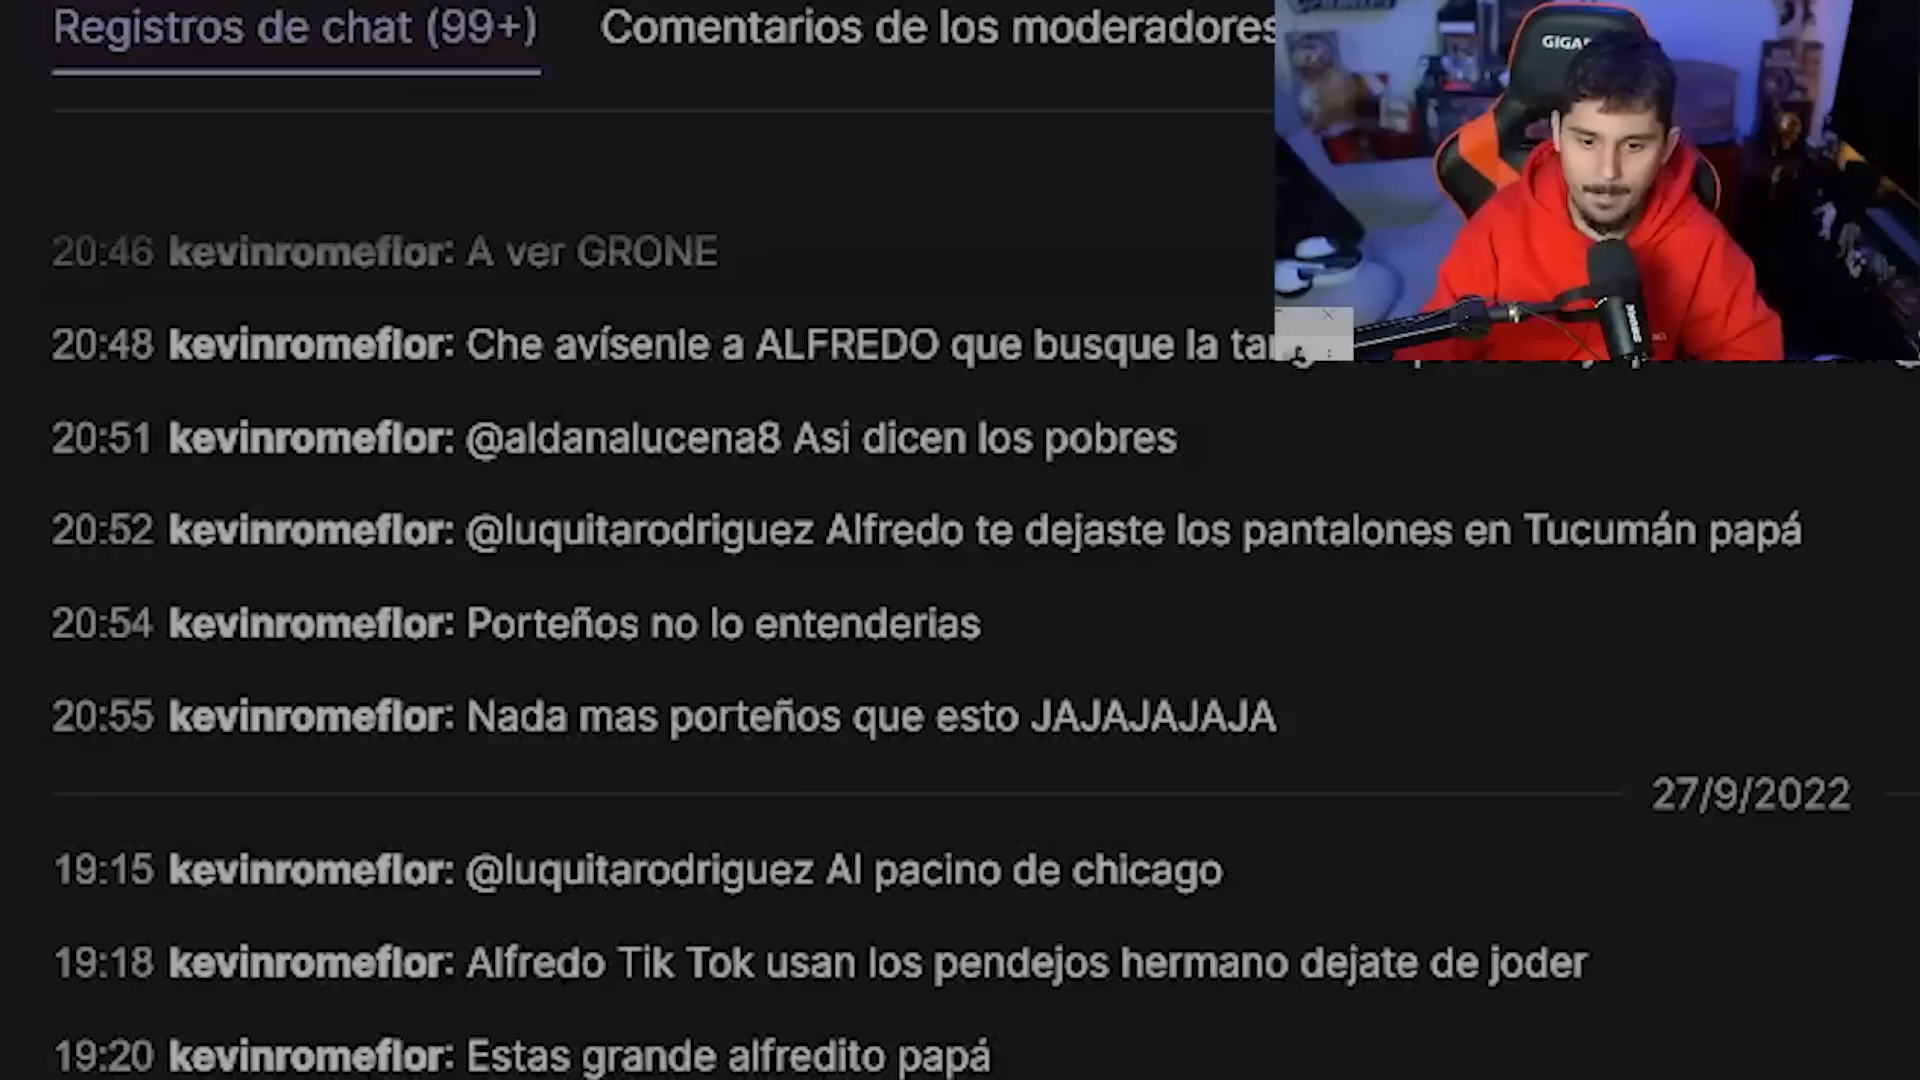 Registros de chat (99+) Comentarios de los moderadores
20:46 kevinromeflor: A ver GRONE
20:48 kevinromeflor: Che avísenle a ALFREDO que busque la
20:51 kevinromeflor: @aldanalucena8 Asi dicen los pobres
20:52 kevinromeflor: @luquitarodriguez Alfredo te dejaste los pantalones en Tucumán papá
20:54 kevinromeflor: Porteños no lo entenderias
20:55 kevinromeflor: Nada mas porteños que esto JAJAJAJAJA
27/9/2022
19:15 kevinromeflor: @luquitarodriguez Al pacino de chicago
19:18 kevinromeflor: Alfredo Tik Tok usan los pendejos hermano dejate de joder
19:20 kevinromeflor: Estas grande alfredito papá